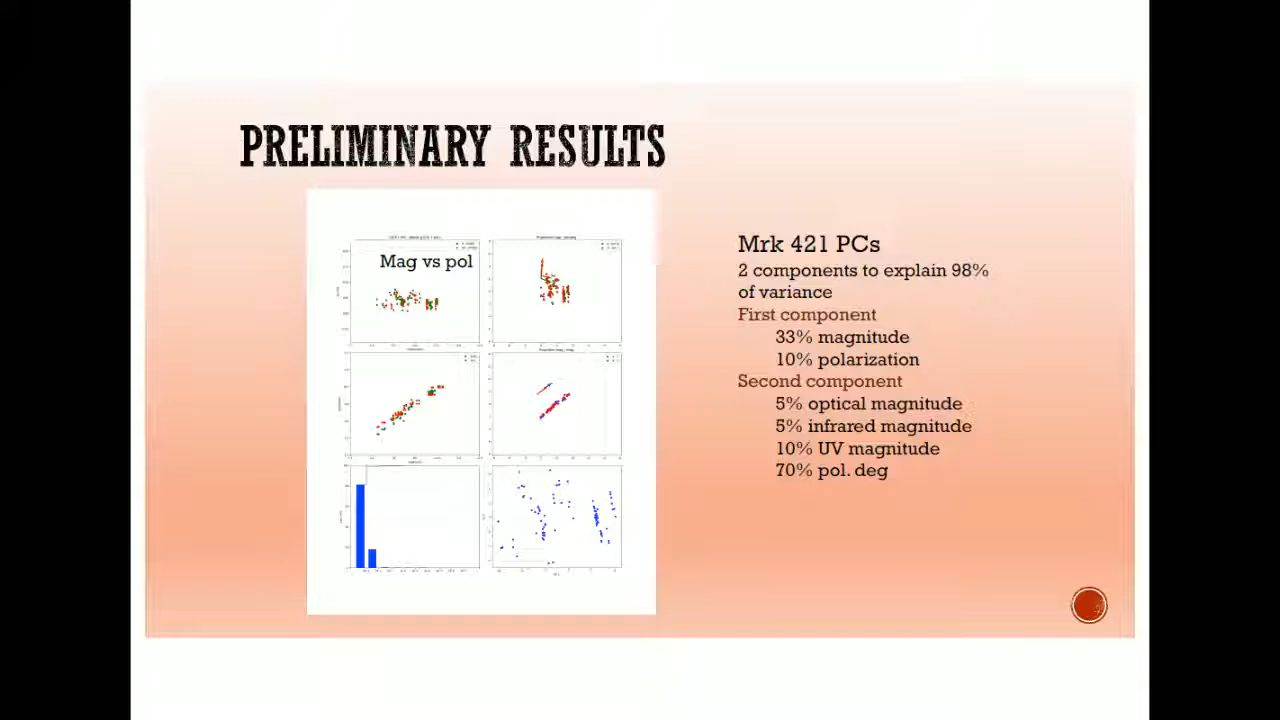 PRELIMINARY RESULTS
Mag vs pol
Mrk 421 PCs
2 components to explain 98%
of variance
First component
33% magnitude
10% polarization
Second component
5% optical magnitude
5% infrared magnitude
10% UV magnitude
70% pol. deg